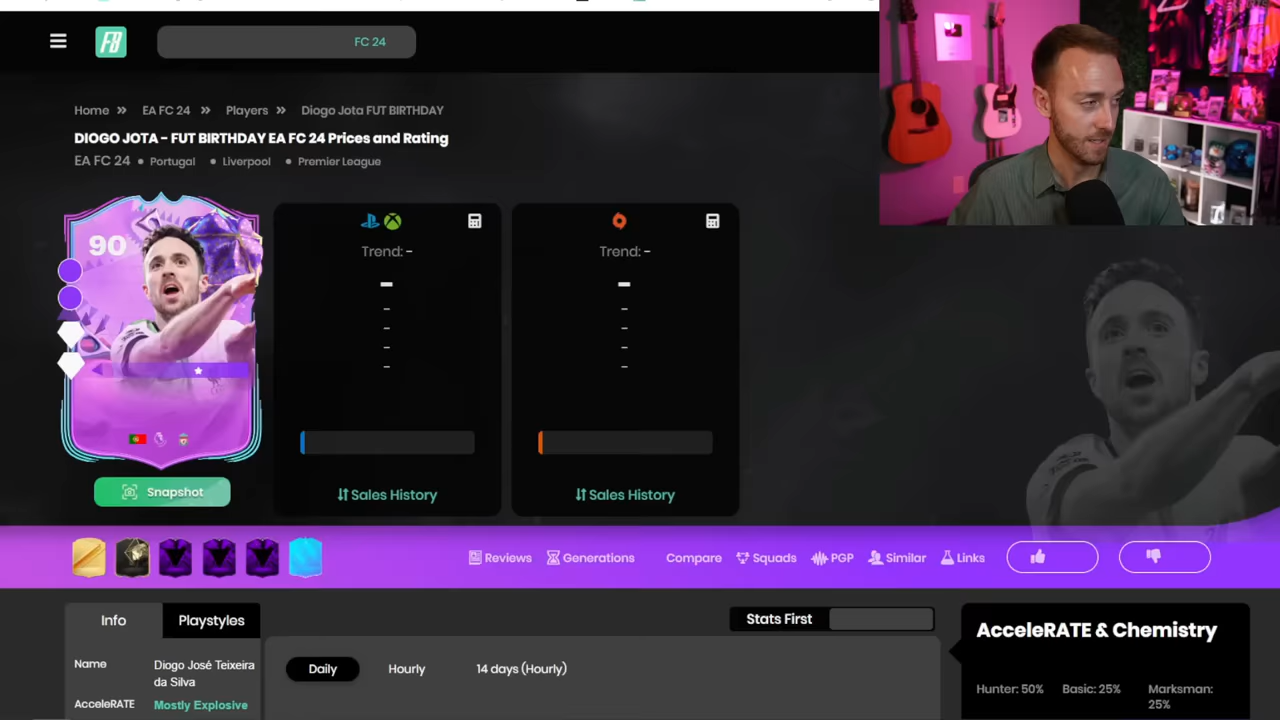 FB
FC 24
Home » EA FC 24 » Players » Diogo Jota FUT BIRTHDAY
DIOGO JOTA - FUT BIRTHDAY EA FC 24 Prices and Rating
EA FC 24 • Portugal • Liverpool • Premier League
90
Trend: -
-
-
-
-
-
Sales History
Trend: -
-
-
-
-
-
Sales History
Snapshot
Reviews Generations Compare Squads PGP Similar Links
Info Playstyles
Name Diogo José Teixeira
da Silva
AcceleRATE Mostly Explosive
Stats First
Daily Hourly 14 days (Hourly)
AcceleRATE & Chemistry
Hunter: 50% Basic: 25% Marksman:
25%